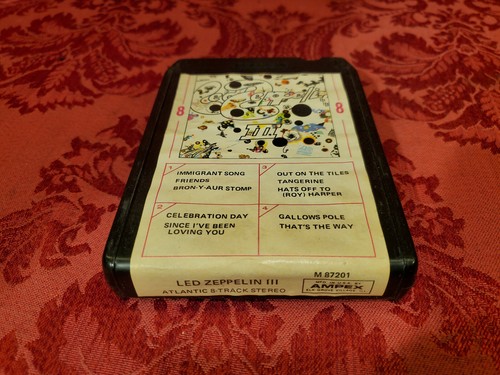 8 8
1 IMMIGRANT SONG
FRIENDS
BRON-Y-AUR STOMP
3 OUT ON THE TILES
TANGERINE
HATS OFF TO
(ROY) HARPER
2 CELEBRATION DAY
SINCE I'VE BEEN
LOVING YOU
4 GALLOWS POLE
THAT'S THE WAY
M 87201
LED ZEPPELIN III
ATLANTIC 8-TRACK STEREO
AMPEX